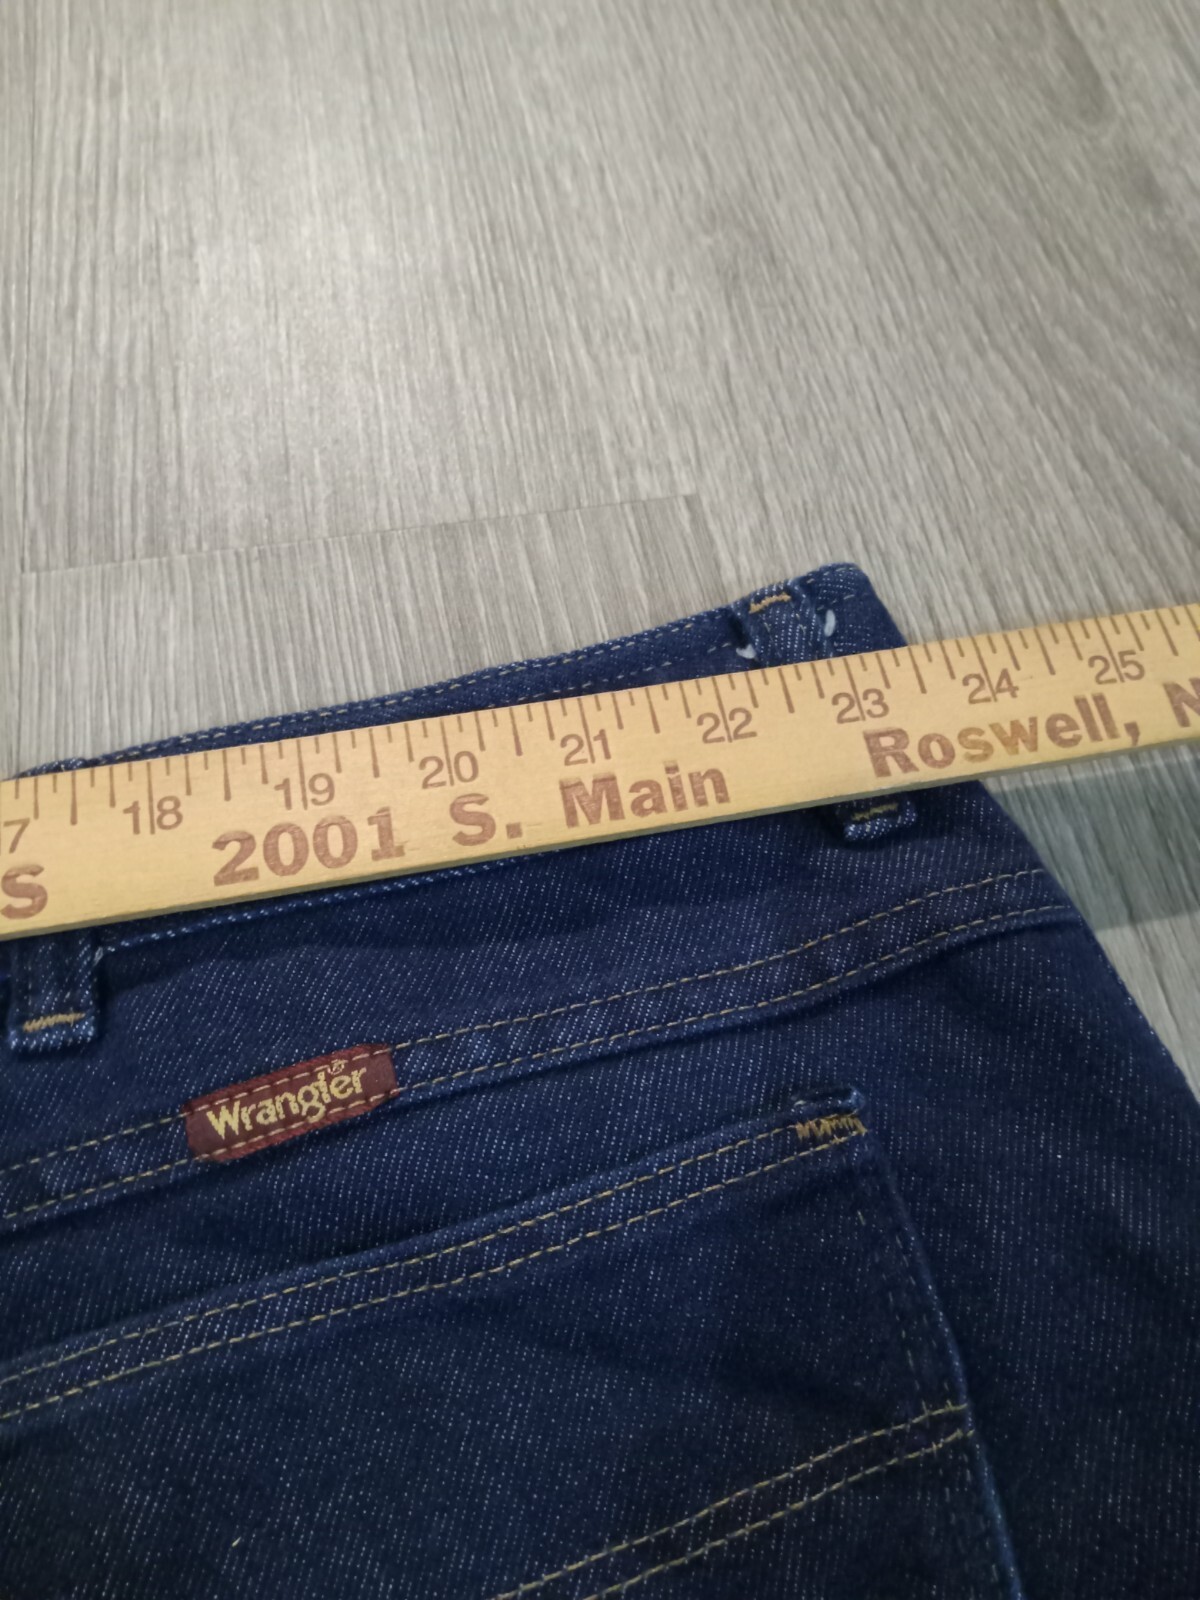 7 18 19 20 21 22 23 24 25
S 2001 S. Main Roswell, N
Wrangler®